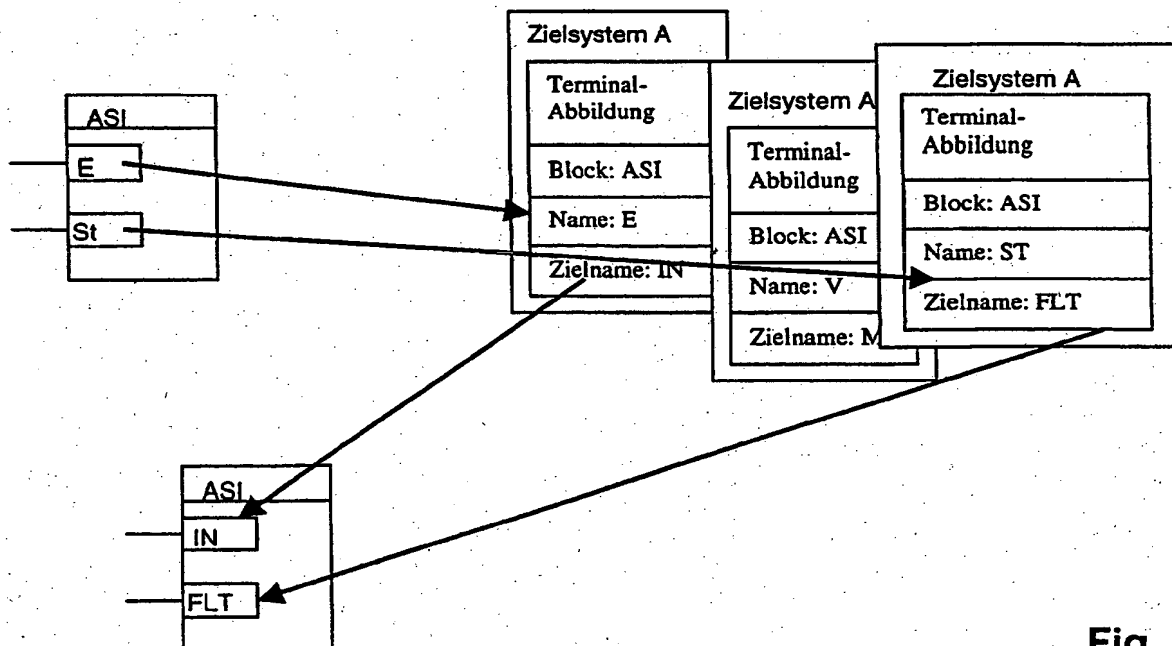 ASI
E
St
Zielsystem A
Terminal-
Abbildung
Block: ASI
Name: E
Zielname: IN
Zielsystem A
Terminal-
Abbildung
Block: ASI
Name: V
Zielname: M
Zielsystem A
Terminal-
Abbildung
Block: ASI
Name: ST
Zielname: FLT
ASI
IN
FLT
Fig